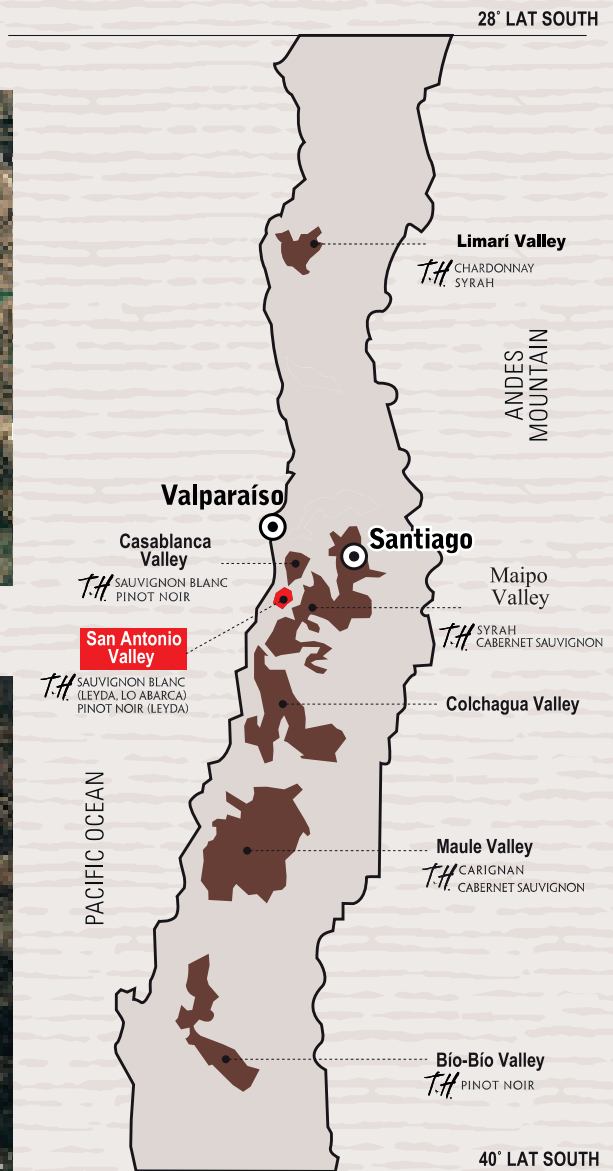 28° LAT SOUTH
Limarí Valley
T.H. CHARDONNAY
SYRAH
ANDES
MOUNTAIN
Valparaíso
Santiago
Casablanca
Valley
T.H. SAUVIGNON BLANC
PINOT NOIR
Maipo
Valley
T.H. SYRAH
CABERNET SAUVIGNON
San Antonio
Valley
T.H. SAUVIGNON BLANC
(LEYDA, LO ABARCA)
PINOT NOIR (LEYDA)
Colchagua Valley
PACIFIC OCEAN
Maule Valley
T.H. CARIGNAN
CABERNET SAUVIGNON
Bío-Bío Valley
T.H. PINOT NOIR
40° LAT SOUTH